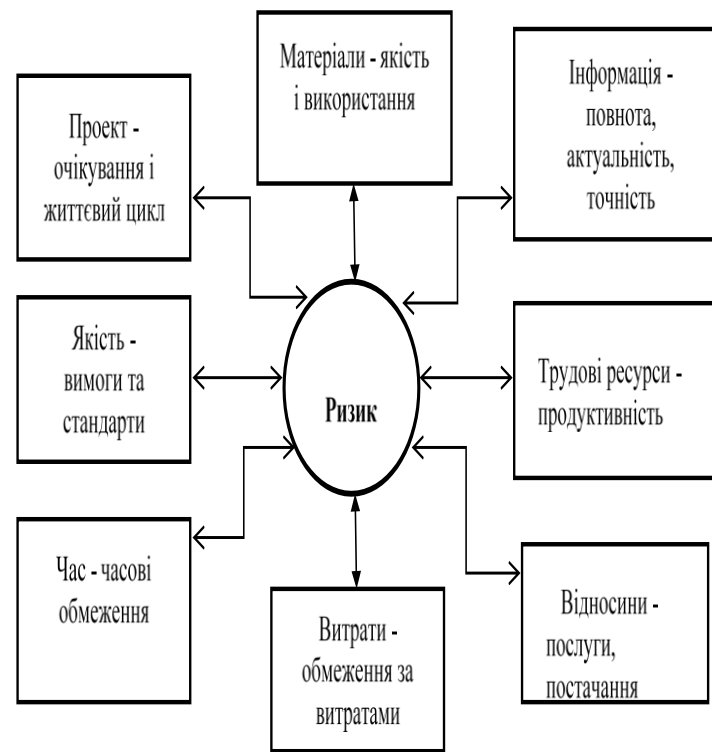 Матеріали - якість
і використання
Інформація -
повнота,
актуальність,
точність
Проект -
очікування і
життєвий цикл
Якість -
вимоги та
стандарти
Ризик
Трудові ресурси -
продуктивність
Час - часові
обмеження
Витрати -
обмеження за
витратами
Відносини -
послуги,
постачання